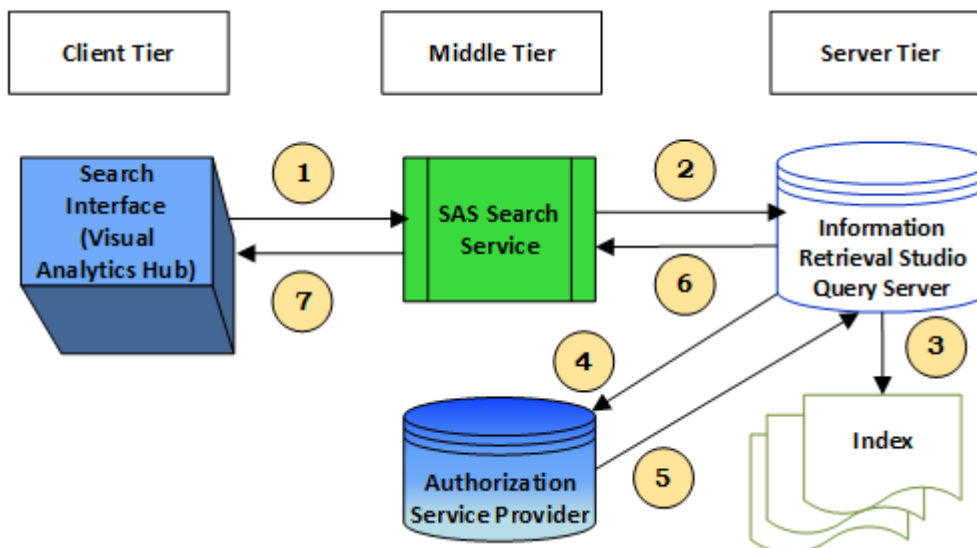 Client Tier
Middle Tier
Server Tier
Search
Interface
(Visual
Analytics Hub)
1
7
SAS Search
Service
2
6
Information
Retrieval Studio
Query Server
3
4
5
Authorization
Service Provider
Index